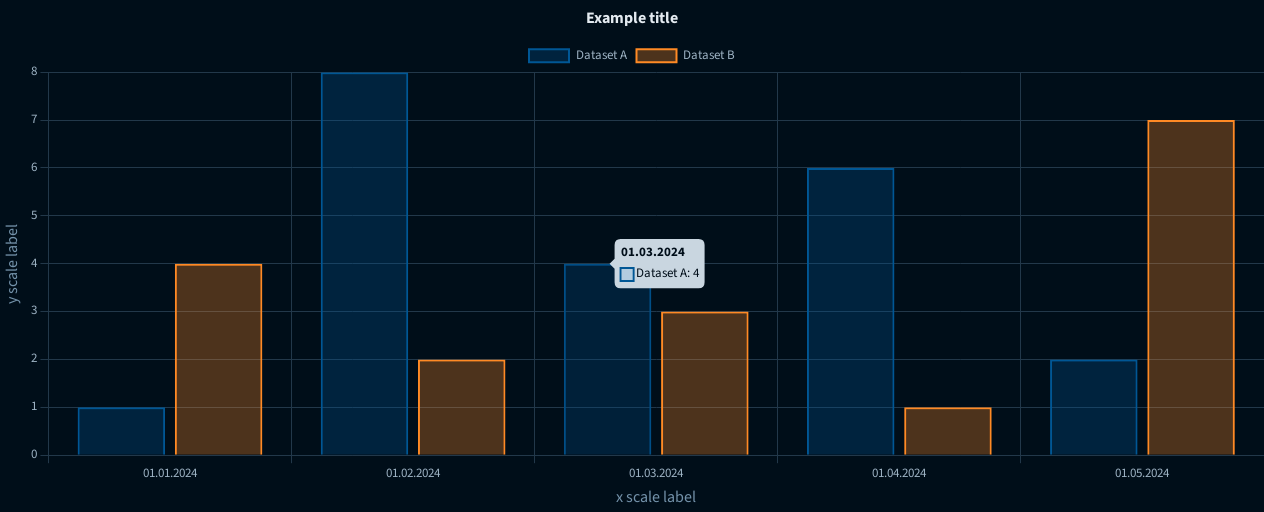 Example title
Dataset A Dataset B
8
7
6
5
4
3
2
1
0
y scale label
01.03.2024
Dataset A: 4
01.01.2024 01.02.2024 01.03.2024 01.04.2024 01.05.2024
x scale label